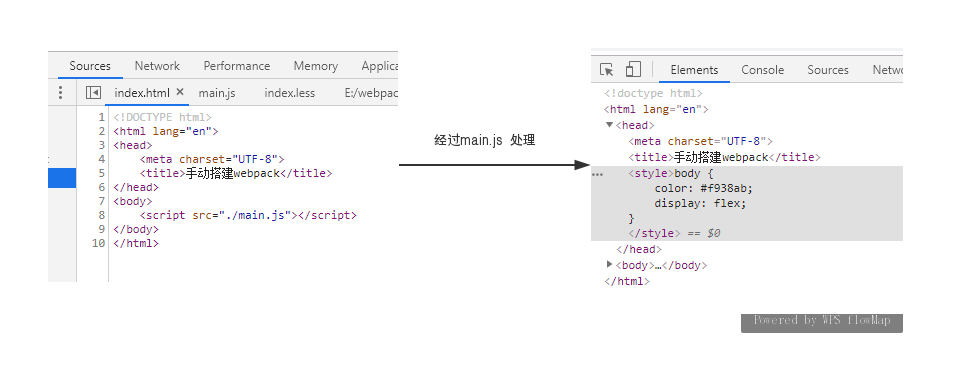 Sources Network Performance Memory Applica
index.html × main.js index.less E:/webpac
1 <!DOCTYPE html>
2 <html lang="en">
3 <head>
4 <meta charset="UTF-8">
5 <title>手动搭建webpack</title>
6 </head>
7 <body>
8 <script src="./main.js"></script>
9 </body>
10 </html>
经过main.js 处理
Elements Console Sources Netw
<!doctype html>
<html lang="en">
▼<head>
<meta charset="UTF-8">
<title>手动搭建webpack</title>
<style>body {
color: #f938ab;
display: flex;
}
</style> == $0
</head>
▶<body>…</body>
</html>
Powered by WPS FlowMap